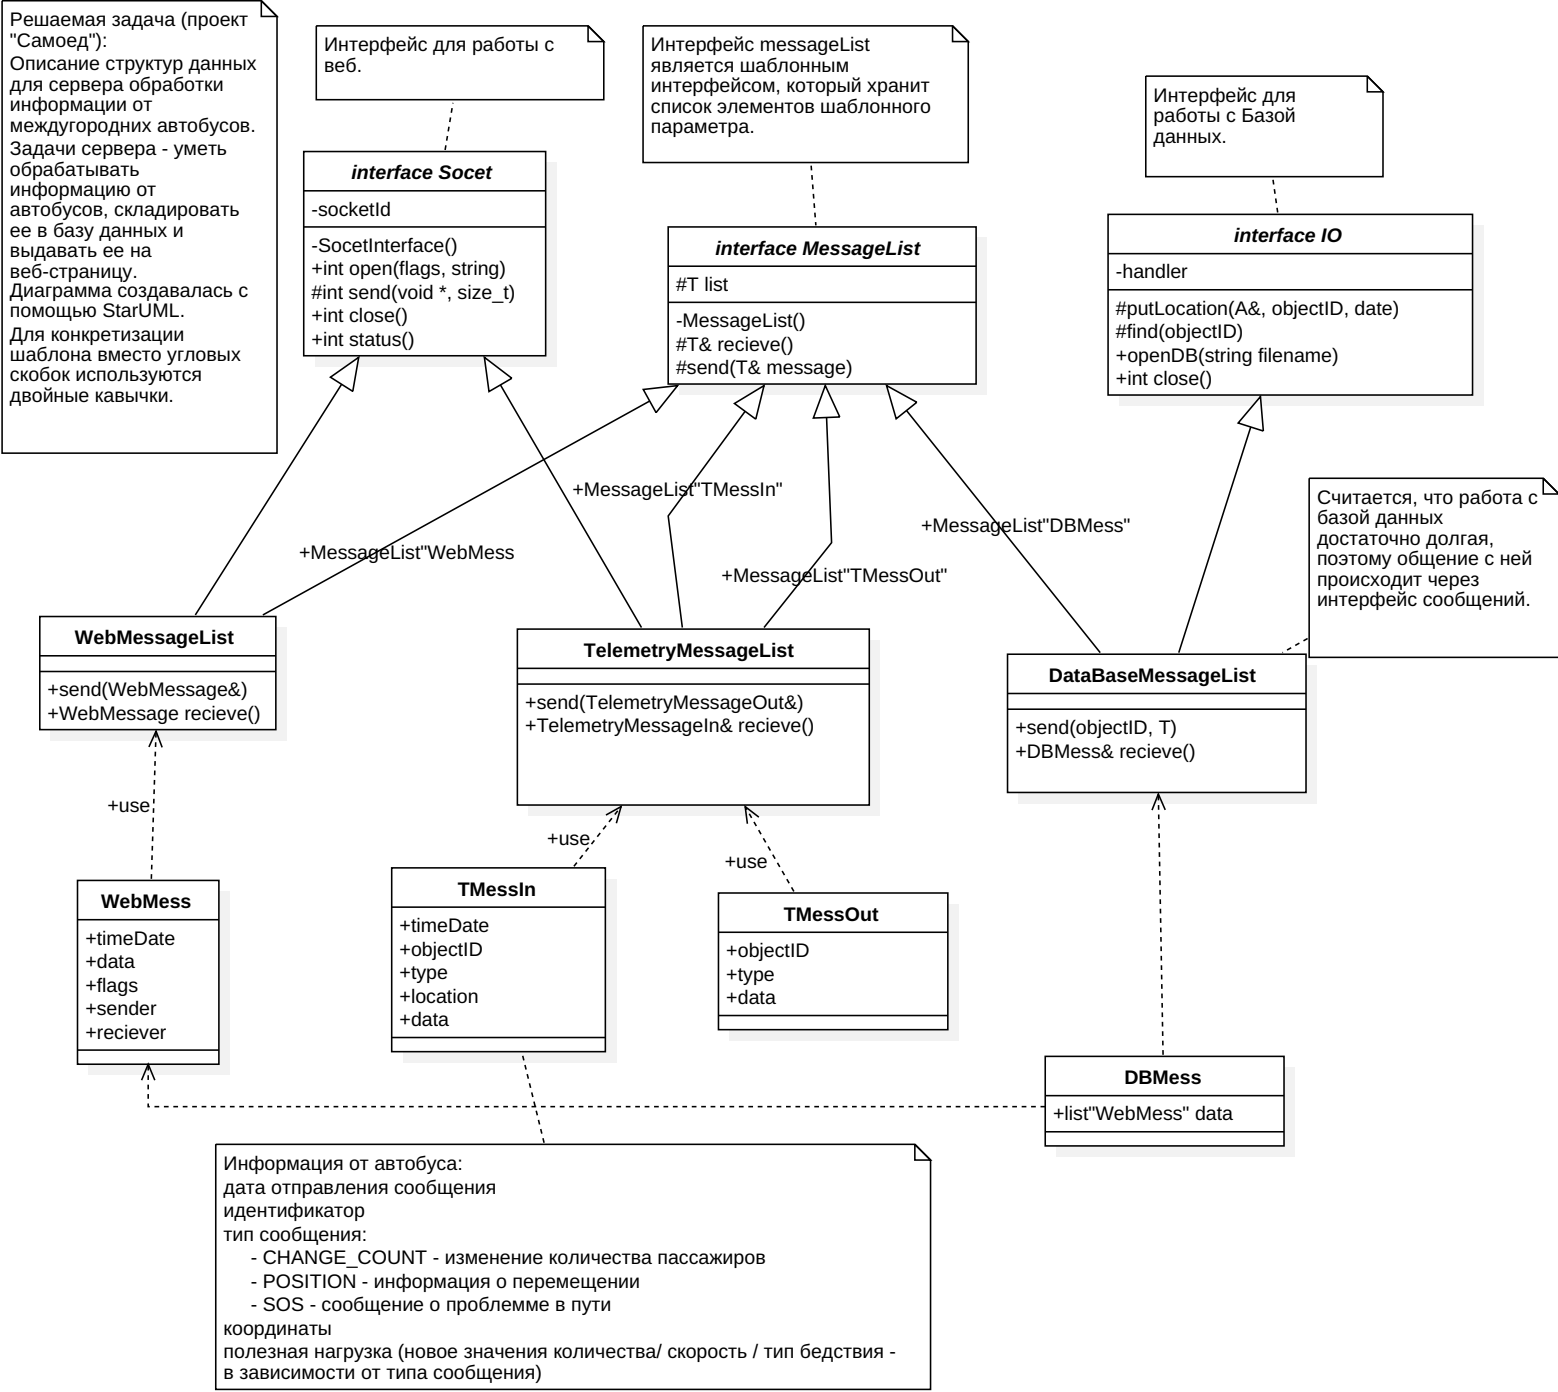 Решаемая задача (проект
"Самоед"):
Описание структур данных
для сервера обработки
информации от
междугородних автобусов.
Задачи сервера - уметь
обрабатывать
информацию от
автобусов, складировать
ее в базу данных и
выдавать ее на
веб-страницу.
Диаграмма создавалась с
помощью StarUML.
Для конкретизации
шаблона вместо угловых
скобок используются
двойные кавычки.
Интерфейс для работы с
веб.
Интерфейс messageList
является шаблонным
интерфейсом, который хранит
список элементов шаблонного
параметра.
Интерфейс для
работы с Базой
данных.
interface Socet
-socketId
-SocetInterface()
+int open(flags, string)
#int send(void *, size_t)
+int close()
+int status()
interface MessageList
#T list
-MessageList()
#T& recieve()
#send(T& message)
interface IO
-handler
#putLocation(A&, objectID, date)
#find(objectID)
+openDB(string filename)
+int close()
+MessageList"TMessIn"
+MessageList"DBMess"
+MessageList"WebMess
+MessageList"TMessOut"
Считается, что работа с
базой данных
достаточно долгая,
поэтому общение с ней
происходит через
интерфейс сообщений.
WebMessageList
+send(WebMessage&)
+WebMessage recieve()
TelemetryMessageList
+send(TelemetryMessageOut&)
+TelemetryMessageIn& recieve()
DataBaseMessageList
+send(objectID, T)
+DBMess& recieve()
+use
+use
+use
WebMess
+timeDate
+data
+flags
+sender
+reciever
TMessIn
+timeDate
+objectID
+type
+location
+data
TMessOut
+objectID
+type
+data
DBMess
+list"WebMess" data
Информация от автобуса:
дата отправления сообщения
идентификатор
тип сообщения:
- CHANGE_COUNT - изменение количества пассажиров
- POSITION - информация о перемещении
- SOS - сообщение о проблемме в пути
координаты
полезная нагрузка (новое значения количества/ скорость / тип бедствия -
в зависимости от типа сообщения)